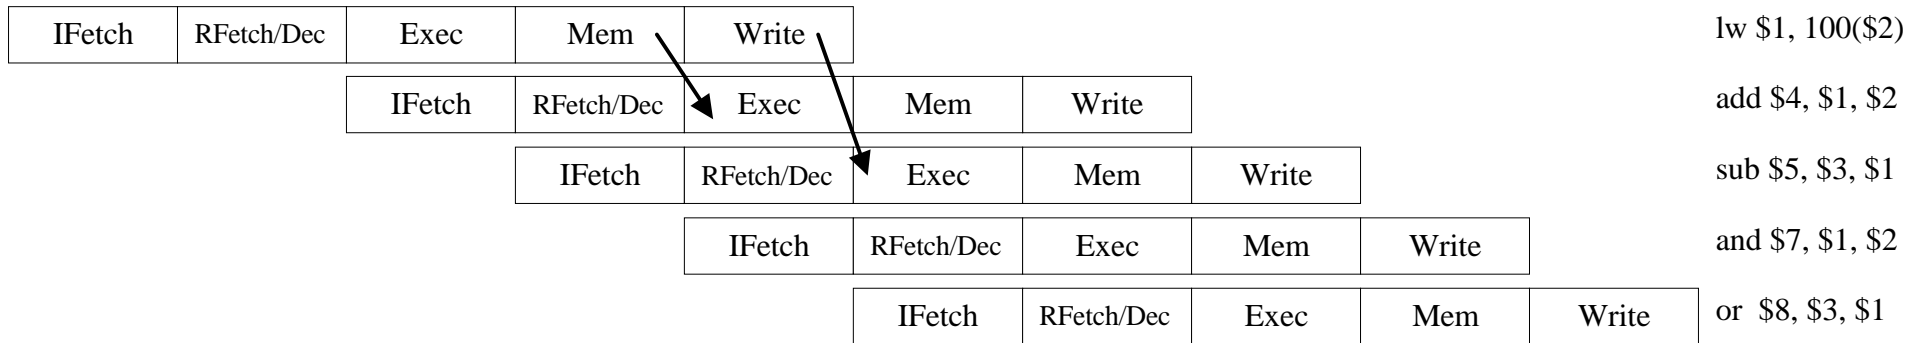 IFetch RFetch/Dec Exec Mem Write lw $1, 100($2)
IFetch RFetch/Dec Exec Mem Write add $4, $1, $2
IFetch RFetch/Dec Exec Mem Write sub $5, $3, $1
IFetch RFetch/Dec Exec Mem Write and $7, $1, $2
IFetch RFetch/Dec Exec Mem Write or $8, $3, $1